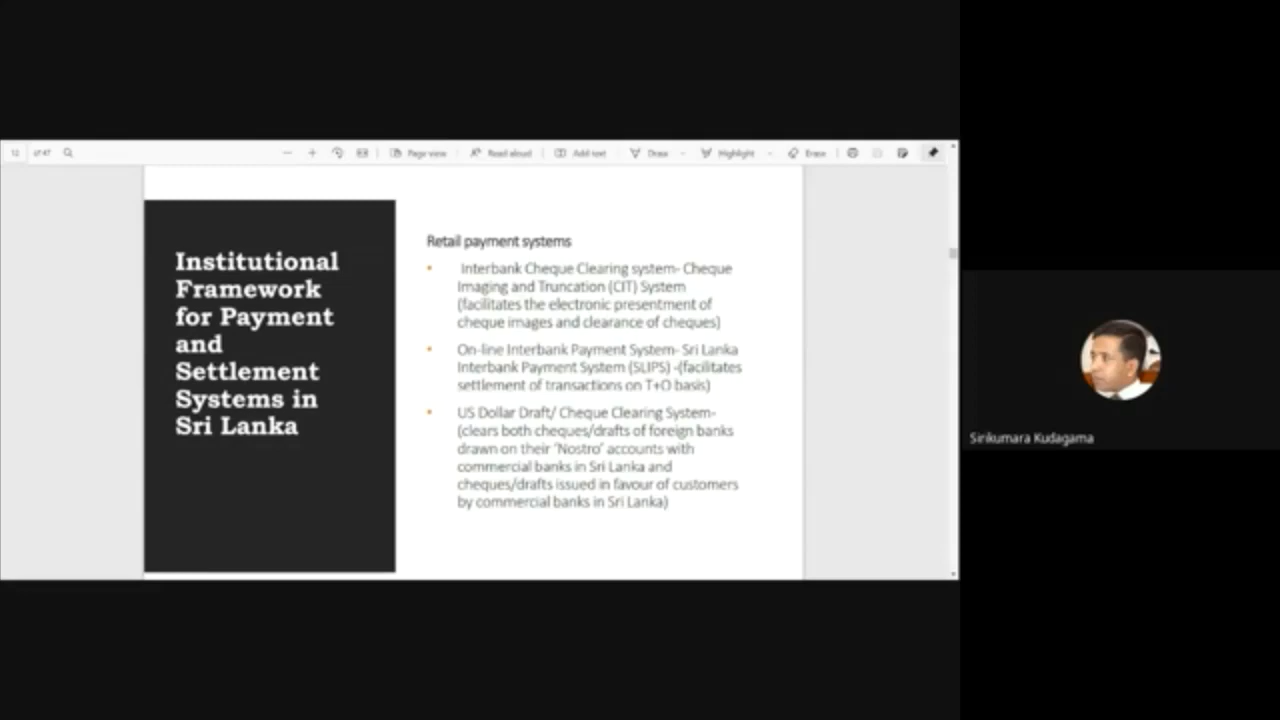 12 of 47
Page view
Read aloud
Add text
Draw
Highlight
Erase
Institutional
Framework
for Payment
and
Settlement
Systems in
Sri Lanka
Retail payment systems
• Interbank Cheque Clearing system- Cheque
Imaging and Truncation (CIT) System
(facilitates the electronic presentment of
cheque images and clearance of cheques)
• On-line Interbank Payment System- Sri Lanka
Interbank Payment System (SLIPS) -(facilitates
settlement of transactions on T+O basis)
• US Dollar Draft/ Cheque Clearing System-
(clears both cheques/drafts of foreign banks
drawn on their ‘Nostro’ accounts with
commercial banks in Sri Lanka and
cheques/drafts issued in favour of customers
by commercial banks in Sri Lanka)
Sirikumara Kudagama